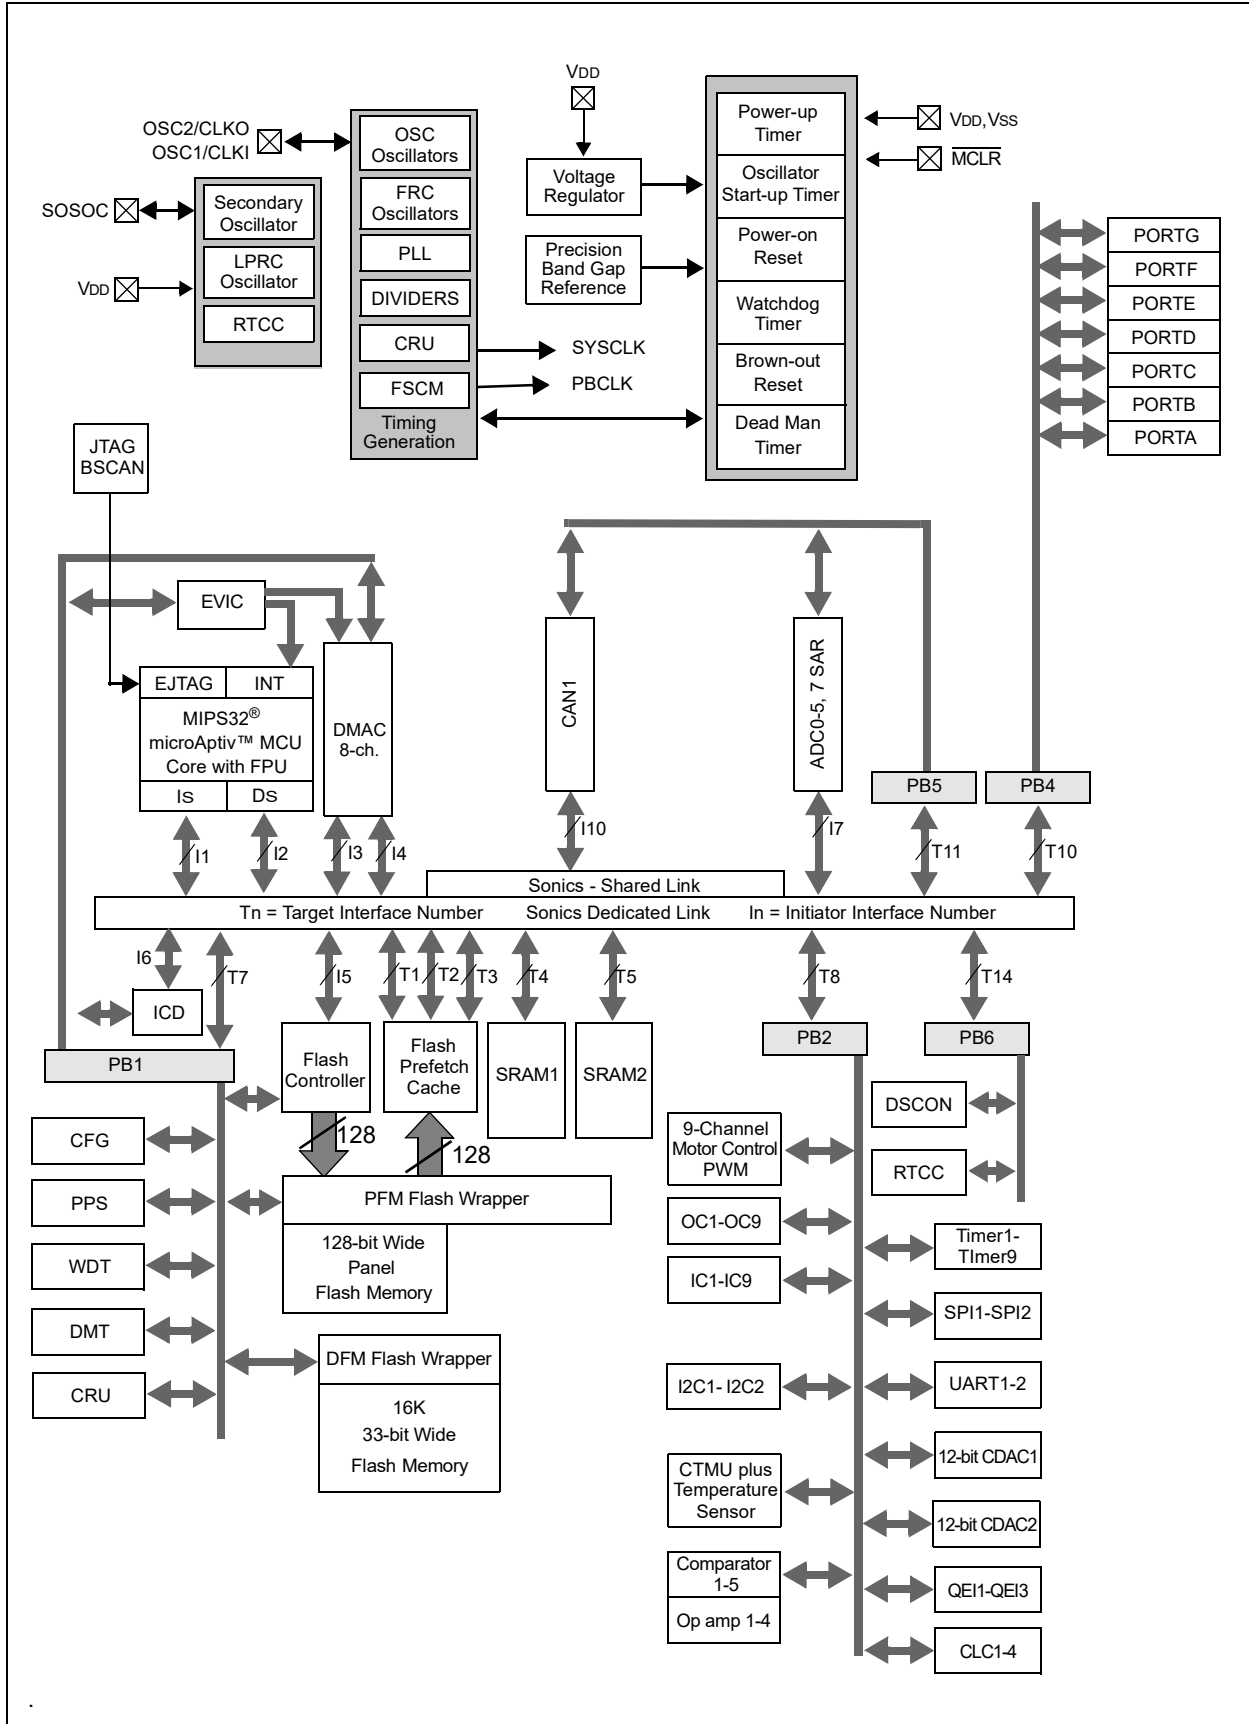 VDD
OSC2/CLKO
OSC1/CLKI
SOSOC
VDD
Secondary
Oscillator
LPRC
Oscillator
RTCC
OSC
Oscillators
FRC
Oscillators
PLL
DIVIDERS
CRU
FSCM
Timing
Generation
SYSCLK
PBCLK
Voltage
Regulator
Precision
Band Gap
Reference
Power-up
Timer
Oscillator
Start-up Timer
Power-on
Reset
Watchdog
Timer
Brown-out
Reset
Dead Man
Timer
VDD,VSS
MCLR
PORTG
PORTF
PORTE
PORTD
PORTC
PORTB
PORTA
JTAG
BSCAN
EVIC
EJTAG
INT
MIPS32®
microAptiv™ MCU
Core with FPU
IS
DS
DMAC
8-ch.
CAN1
ADC0-5, 7 SAR
PB5
PB4
I1
I2
I3
I4
I10
I7
T11
T10
Sonics - Shared Link
Tn = Target Interface Number
Sonics Dedicated Link
In = Initiator Interface Number
I6
T7
I5
T1
T2
T3
T4
T5
T8
T14
ICD
PB1
Flash
Controller
Flash
Prefetch
Cache
SRAM1
SRAM2
PB2
PB6
128
128
CFG
PPS
WDT
DMT
CRU
PFM Flash Wrapper
128-bit Wide
Panel
Flash Memory
DFM Flash Wrapper
16K
33-bit Wide
Flash Memory
DSCON
RTCC
9-Channel
Motor Control
PWM
OC1-OC9
IC1-IC9
I2C1- I2C2
CTMU plus
Temperature
Sensor
Comparator
1-5
Op amp 1-4
Timer1-
TImer9
SPI1-SPI2
UART1-2
12-bit CDAC1
12-bit CDAC2
QEI1-QEI3
CLC1-4
.